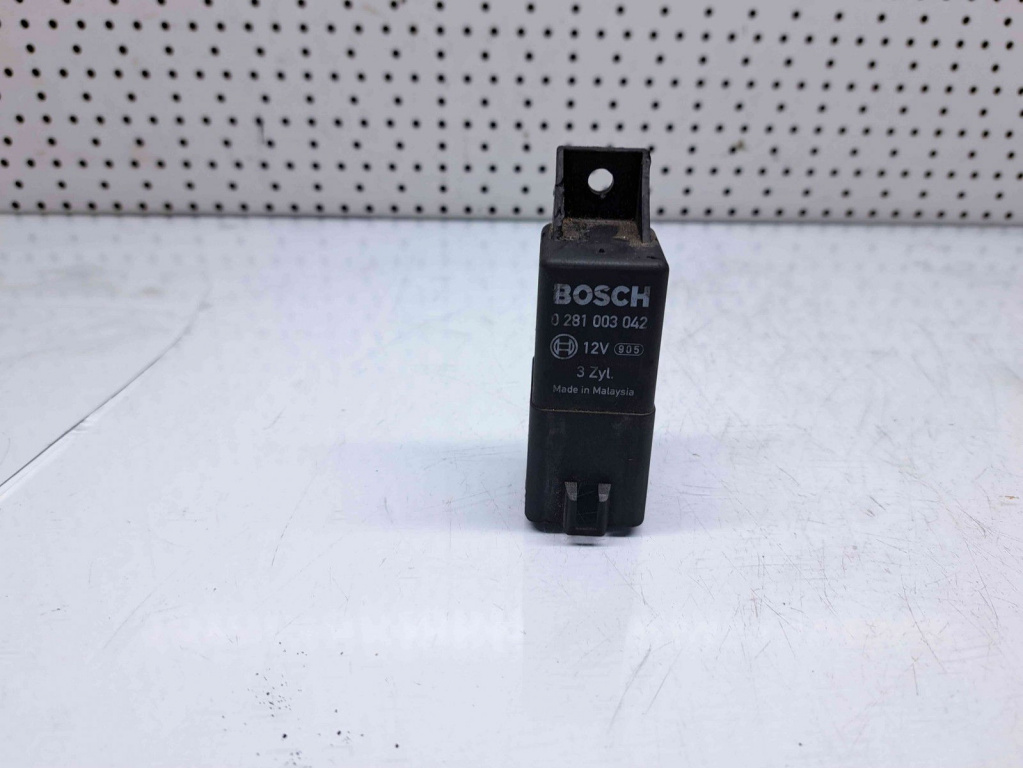 BOSCH
0 281 003 042
12V 905
3 Zyl.
Made in Malaysia